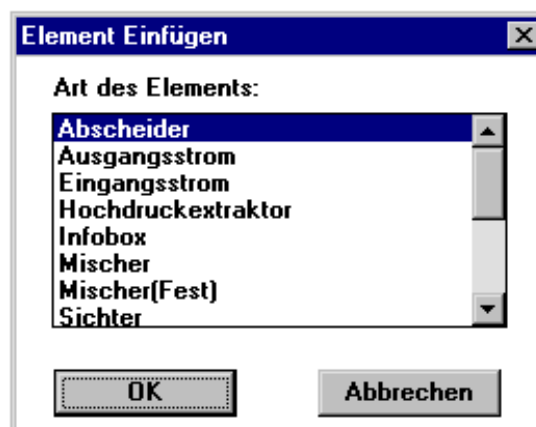 Element Einfügen
Art des Elements:
Abscheider
Ausgangsstrom
Eingangsstrom
Hochdruckextraktor
Infobox
Mischer
Mischer(Fest)
Sichter
OK
Abbrechen